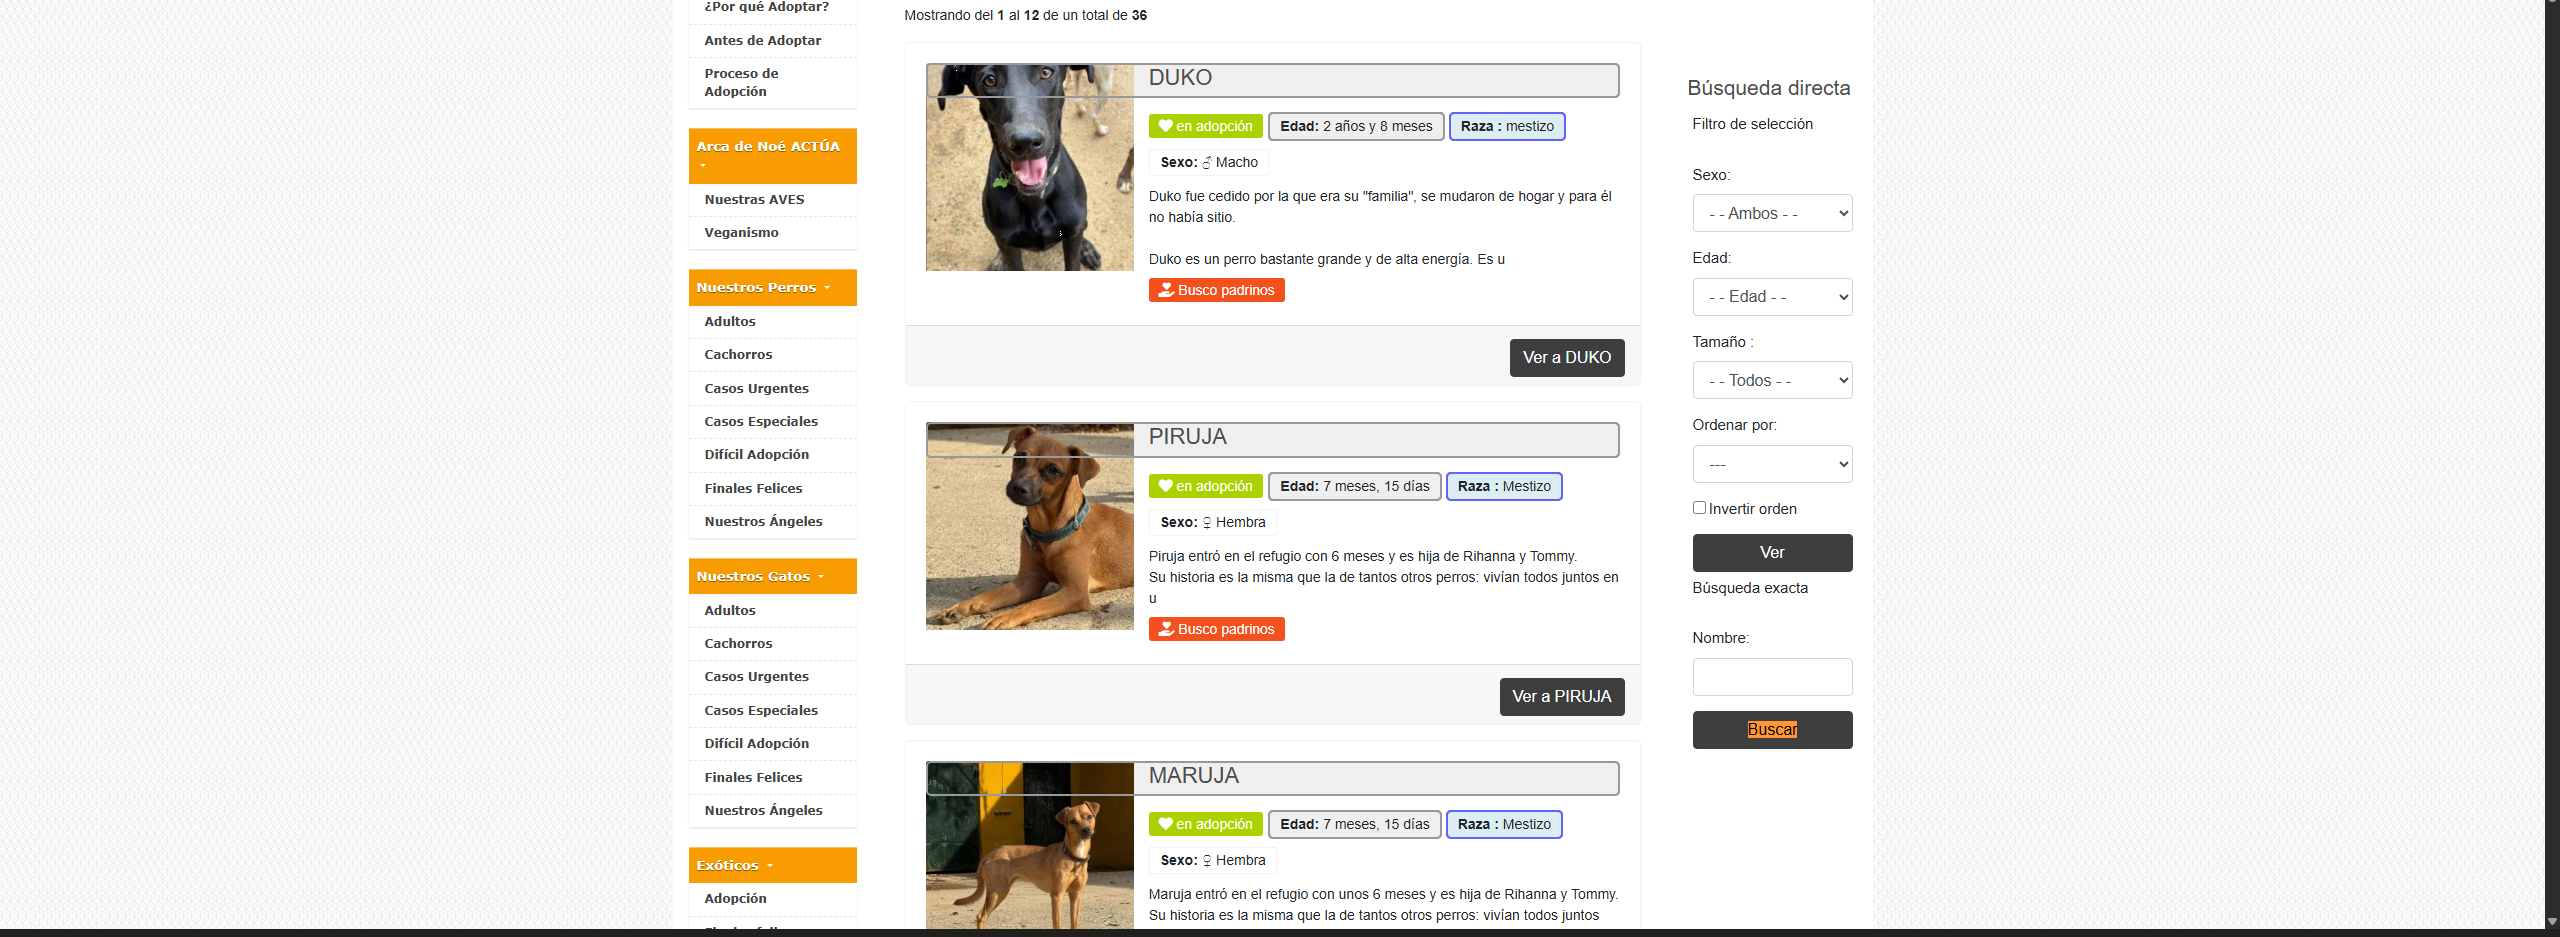 ¿Por qué Adoptar?
Antes de Adoptar
Proceso de
Adopción
Arca de Noé ACTÚA
Nuestras AVES
Veganismo
Nuestros Perros
Adultos
Cachorros
Casos Urgentes
Casos Especiales
Difícil Adopción
Finales Felices
Nuestros Ángeles
Nuestros Gatos
Adultos
Cachorros
Casos Urgentes
Casos Especiales
Difícil Adopción
Finales Felices
Nuestros Ángeles
Exóticos
Adopción
Mostrando del 1 al 12 de un total de 36
DUKO
en adopción Edad: 2 años y 8 meses Raza : mestizo
Sexo: ♂ Macho
Duko fue cedido por la que era su "familia", se mudaron de hogar y para él
no había sitio.
Duko es un perro bastante grande y de alta energía. Es u
Busco padrinos
Ver a DUKO
PIRUJA
en adopción Edad: 7 meses, 15 días Raza : Mestizo
Sexo: ♀ Hembra
Piruja entró en el refugio con 6 meses y es hija de Rihanna y Tommy.
Su historia es la misma que la de tantos otros perros: vivían todos juntos en
u
Busco padrinos
Ver a PIRUJA
MARUJA
en adopción Edad: 7 meses, 15 días Raza : Mestizo
Sexo: ♀ Hembra
Maruja entró en el refugio con unos 6 meses y es hija de Rihanna y Tommy.
Su historia es la misma que la de tantos otros perros: vivían todos juntos
Búsqueda directa
Filtro de selección
Sexo:
- - Ambos - -
Edad:
- - Edad - -
Tamaño :
- - Todos - -
Ordenar por:
---
Invertir orden
Ver
Búsqueda exacta
Nombre:
Buscar